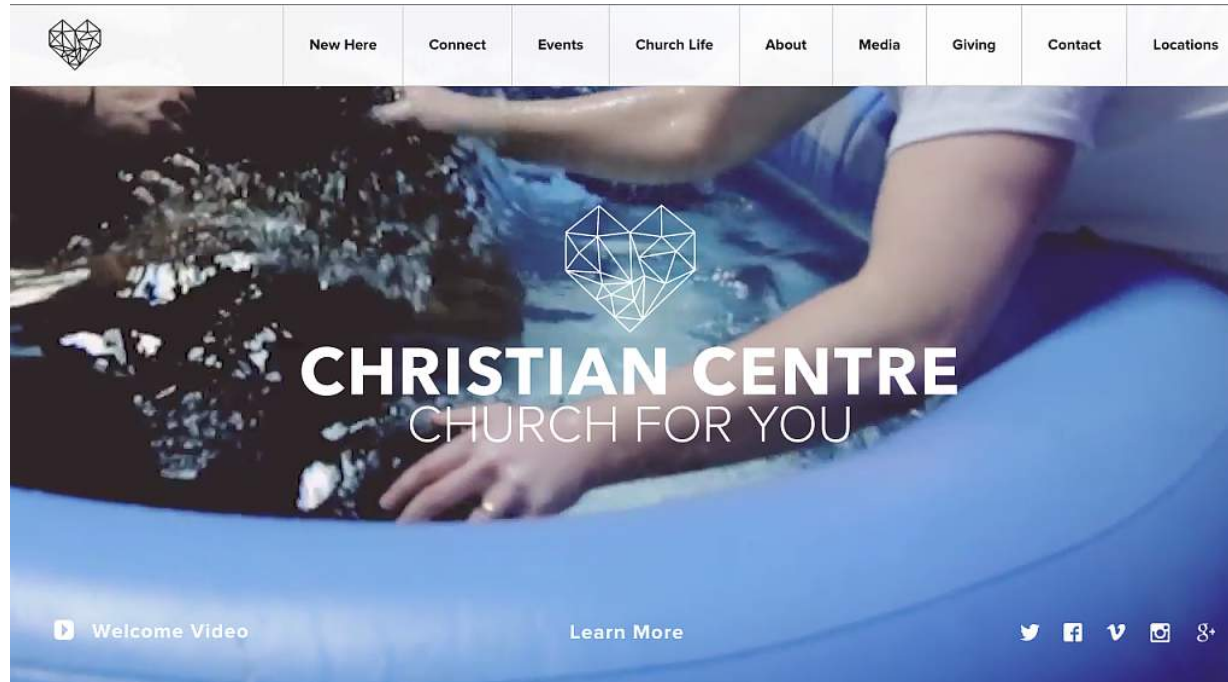 New Here Connect Events Church Life About Media Giving Contact Locations
CHRISTIAN CENTRE
CHURCH FOR YOU
Welcome Video Learn More